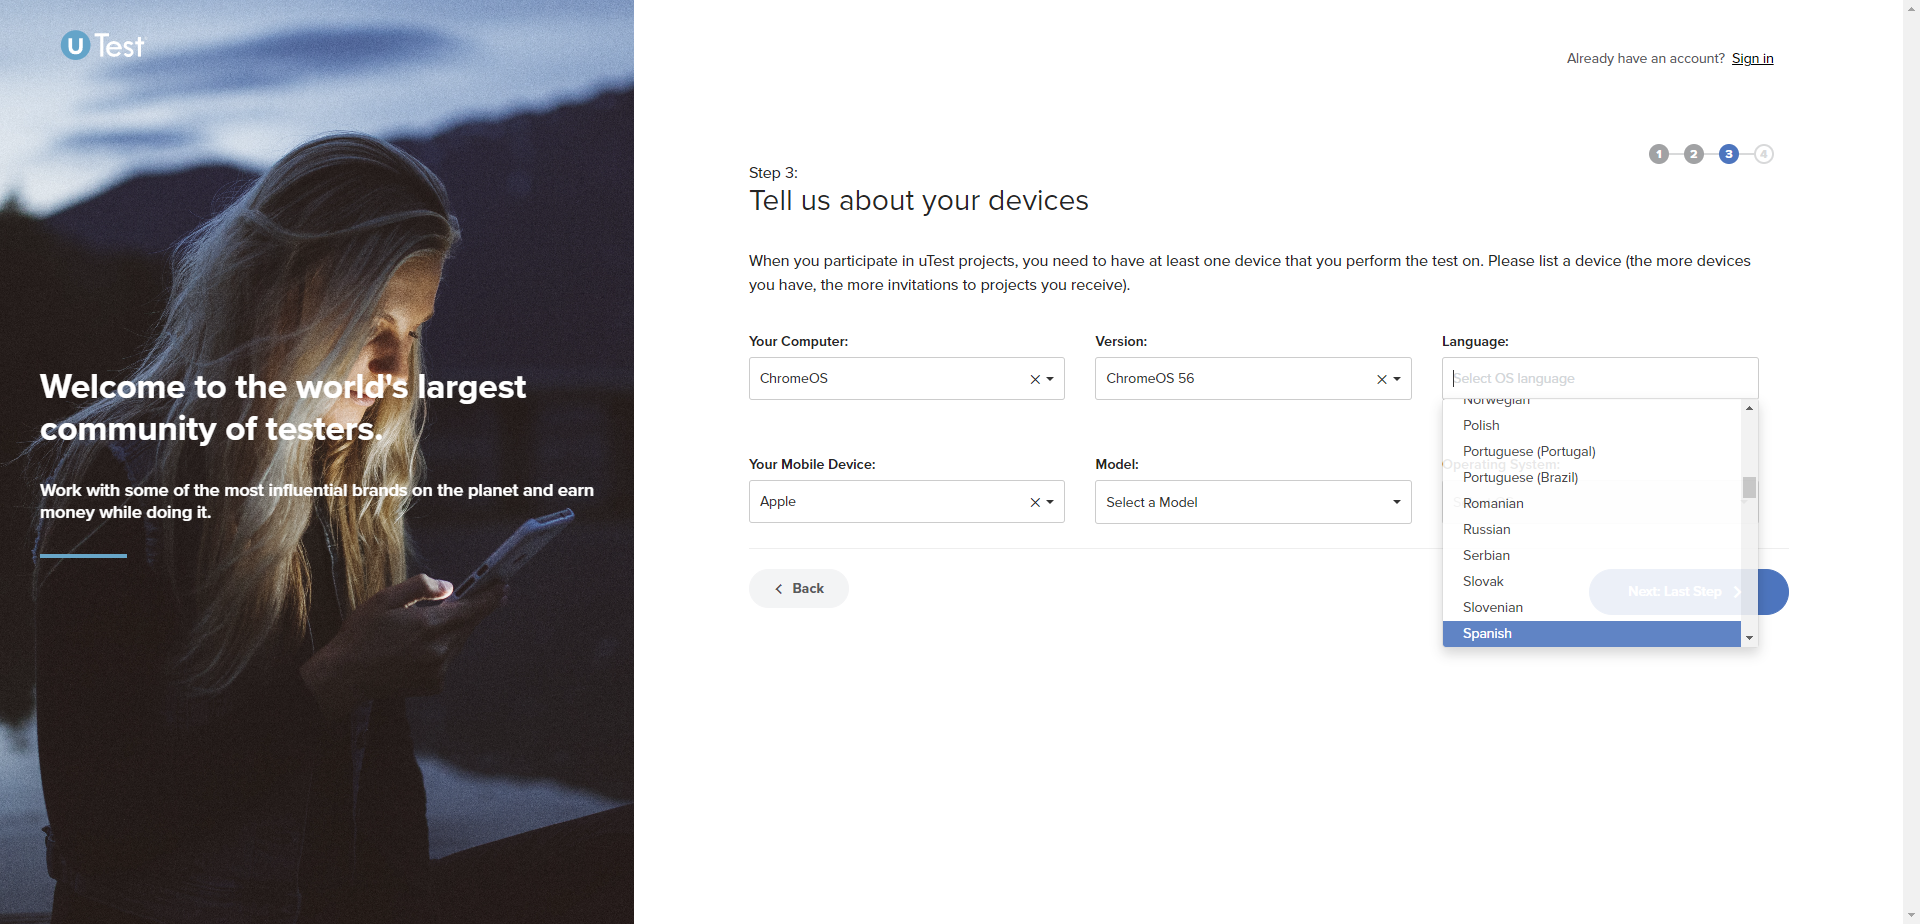 u Test
Already have an account? Sign in
1 2 3 4
Step 3:
Tell us about your devices
When you participate in uTest projects, you need to have at least one device that you perform the test on. Please list a device (the more devices
you have, the more invitations to projects you receive).
Your Computer: Version: Language:
ChromeOS ChromeOS 56 Select OS language
Norwegian
Polish
Portuguese (Portugal)
Portuguese (Brazil)
Romanian
Russian
Serbian
Slovak
Slovenian
Spanish
Your Mobile Device: Model: Operating System:
Apple Select a Model
Back Next: Last Step
Welcome to the world's largest
community of testers.
Work with some of the most influential brands on the planet and earn
money while doing it.